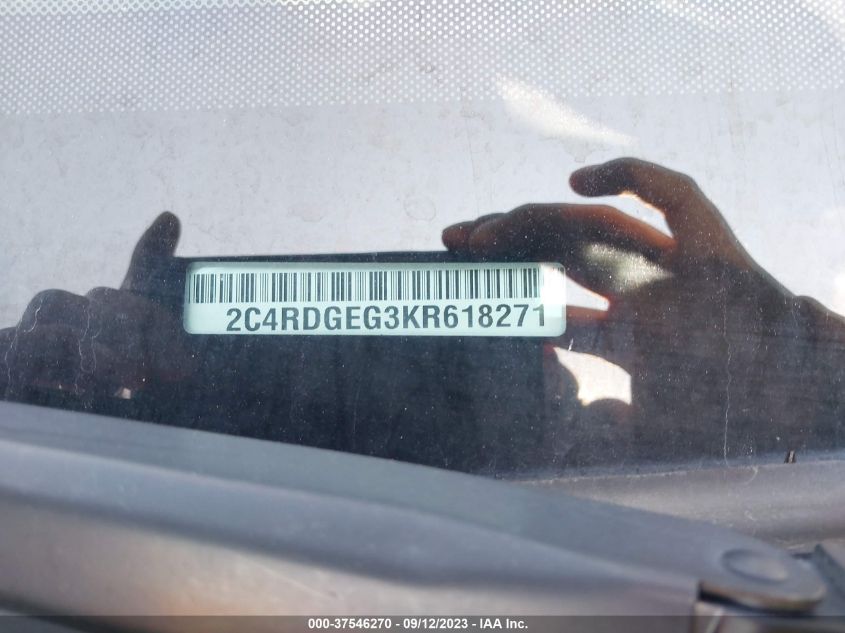 2C4RDGEG3KR618271
000-37546270 - 09/12/2023 - IAA Inc.